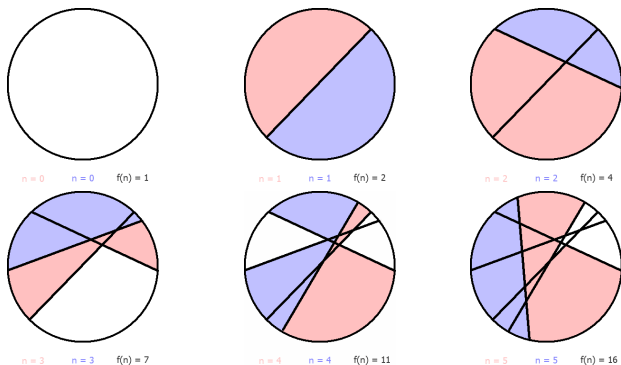 n = 0 n = 0 f(n) = 1
n = 1 n = 1 f(n) = 2
n = 2 n = 2 f(n) = 4
n = 3 n = 3 f(n) = 7
n = 4 n = 4 f(n) = 11
n = 5 n = 5 f(n) = 16